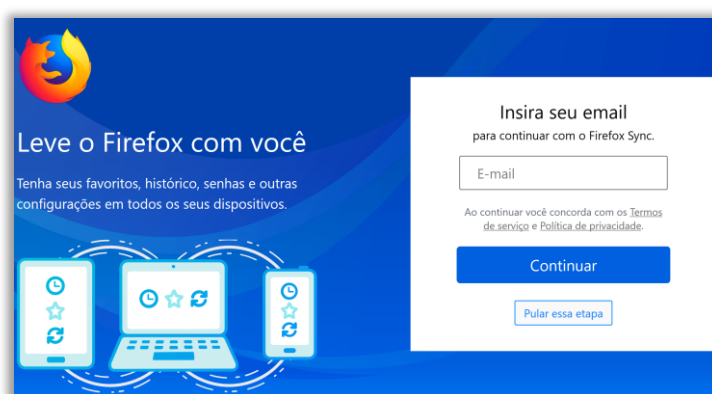 Leve o Firefox com você
Tenha seus favoritos, histórico, senhas e outras
configurações em todos os seus dispositivos.
Insira seu email
para continuar com o Firefox Sync.
E-mail
Ao continuar você concorda com os Termos
de serviço e Política de privacidade.
Continuar
Pular essa etapa